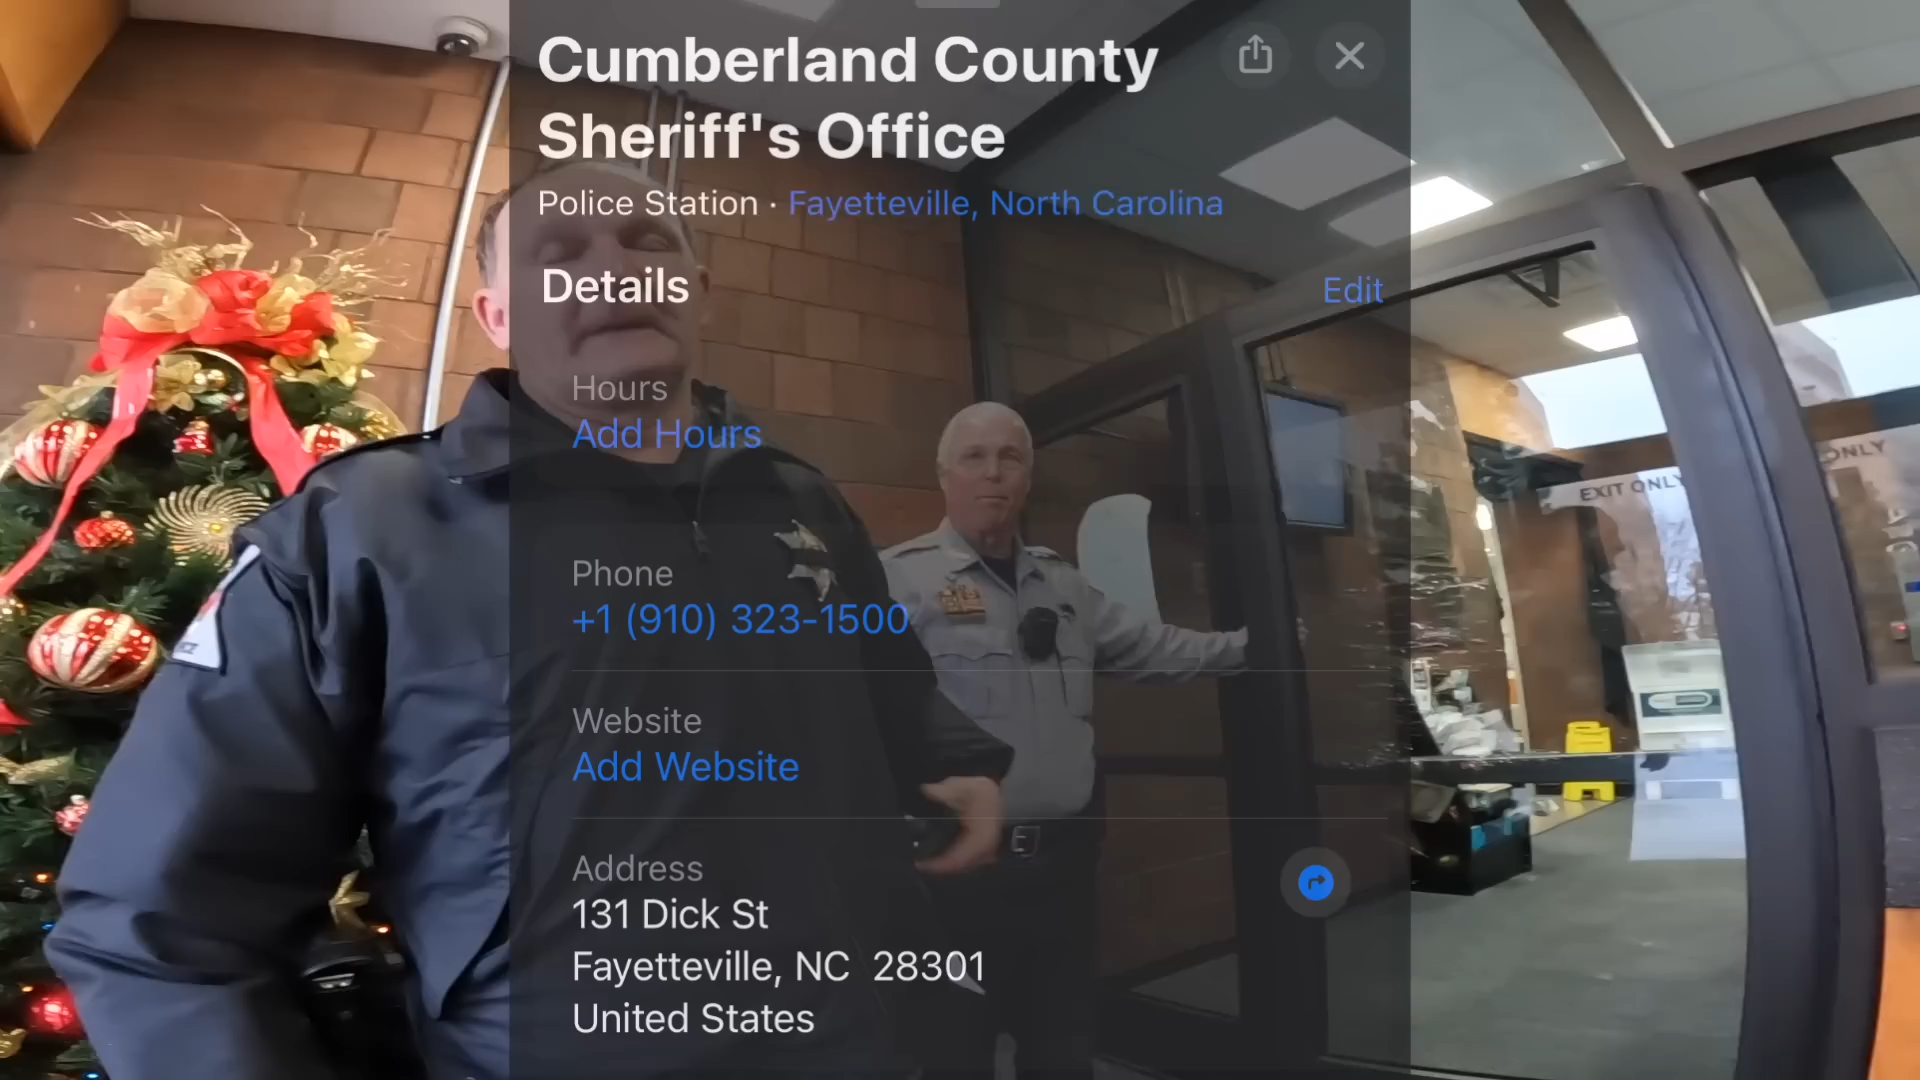 Cumberland County
Sheriff's Office
Police Station · Fayetteville, North Carolina
Details
Edit
Hours
Add Hours
Phone
+1 (910) 323-1500
Website
Add Website
Address
131 Dick St
Fayetteville, NC 28301
United States
EXIT ONLY
ONLY